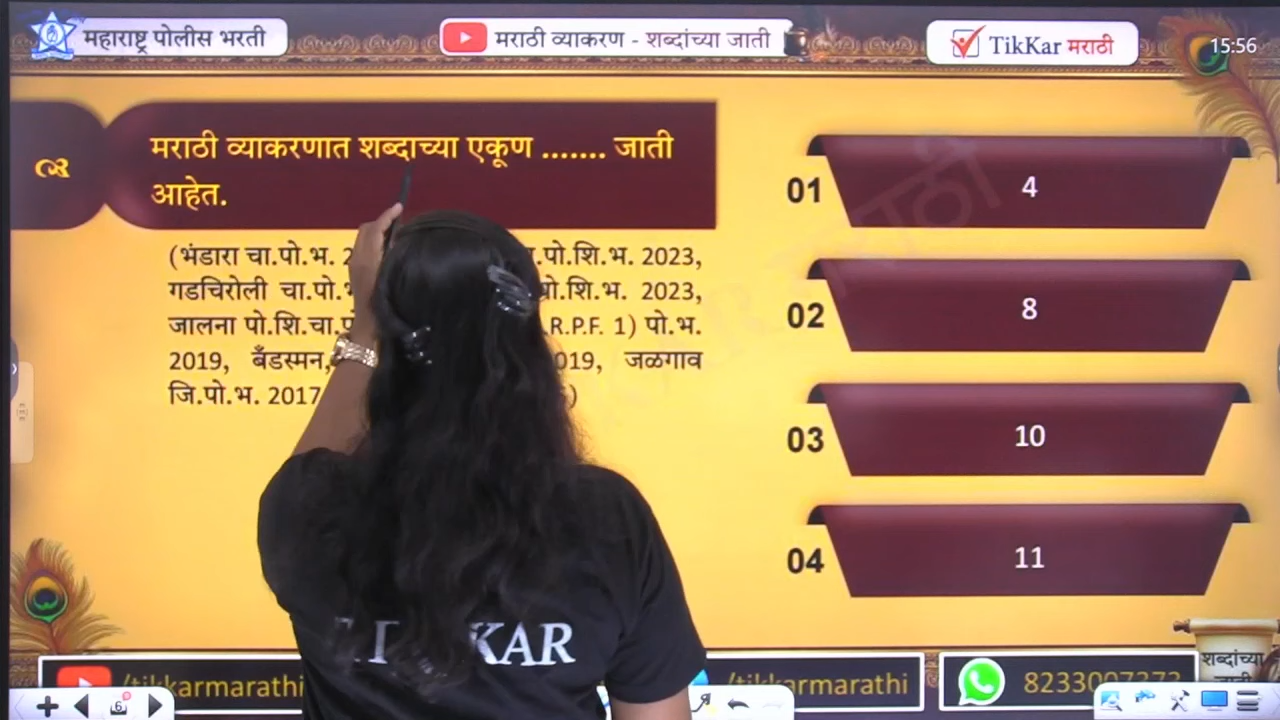 महाराष्ट्र पोलीस भरती
मराठी व्याकरण - शब्दांच्या जाती
TikKar मराठी
15:56
मराठी व्याकरणात शब्दाच्या एकूण ....... जाती
आहेत.
(भंडारा चा.पो.भ. पो.शि.भ. 2023,
गडचिरोली चा.पो. पो.शि.भ. 2023,
जालना पो.शि.चा. R.P.F. 1) पो.भ.
2019, बँडस्मन, जळगाव
जि.पो.भ. 2017
01 4
02 8
03 10
04 11
KAR
/tikkarmarathi
/tikkarmarathi
शब्दांच्या
जाती
6